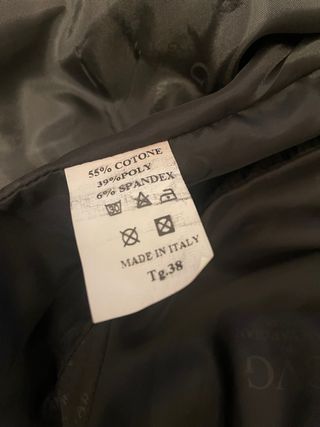 55% COTONE
39%POLY
6% SPANDEX
MADE IN ITALY
Tg.38